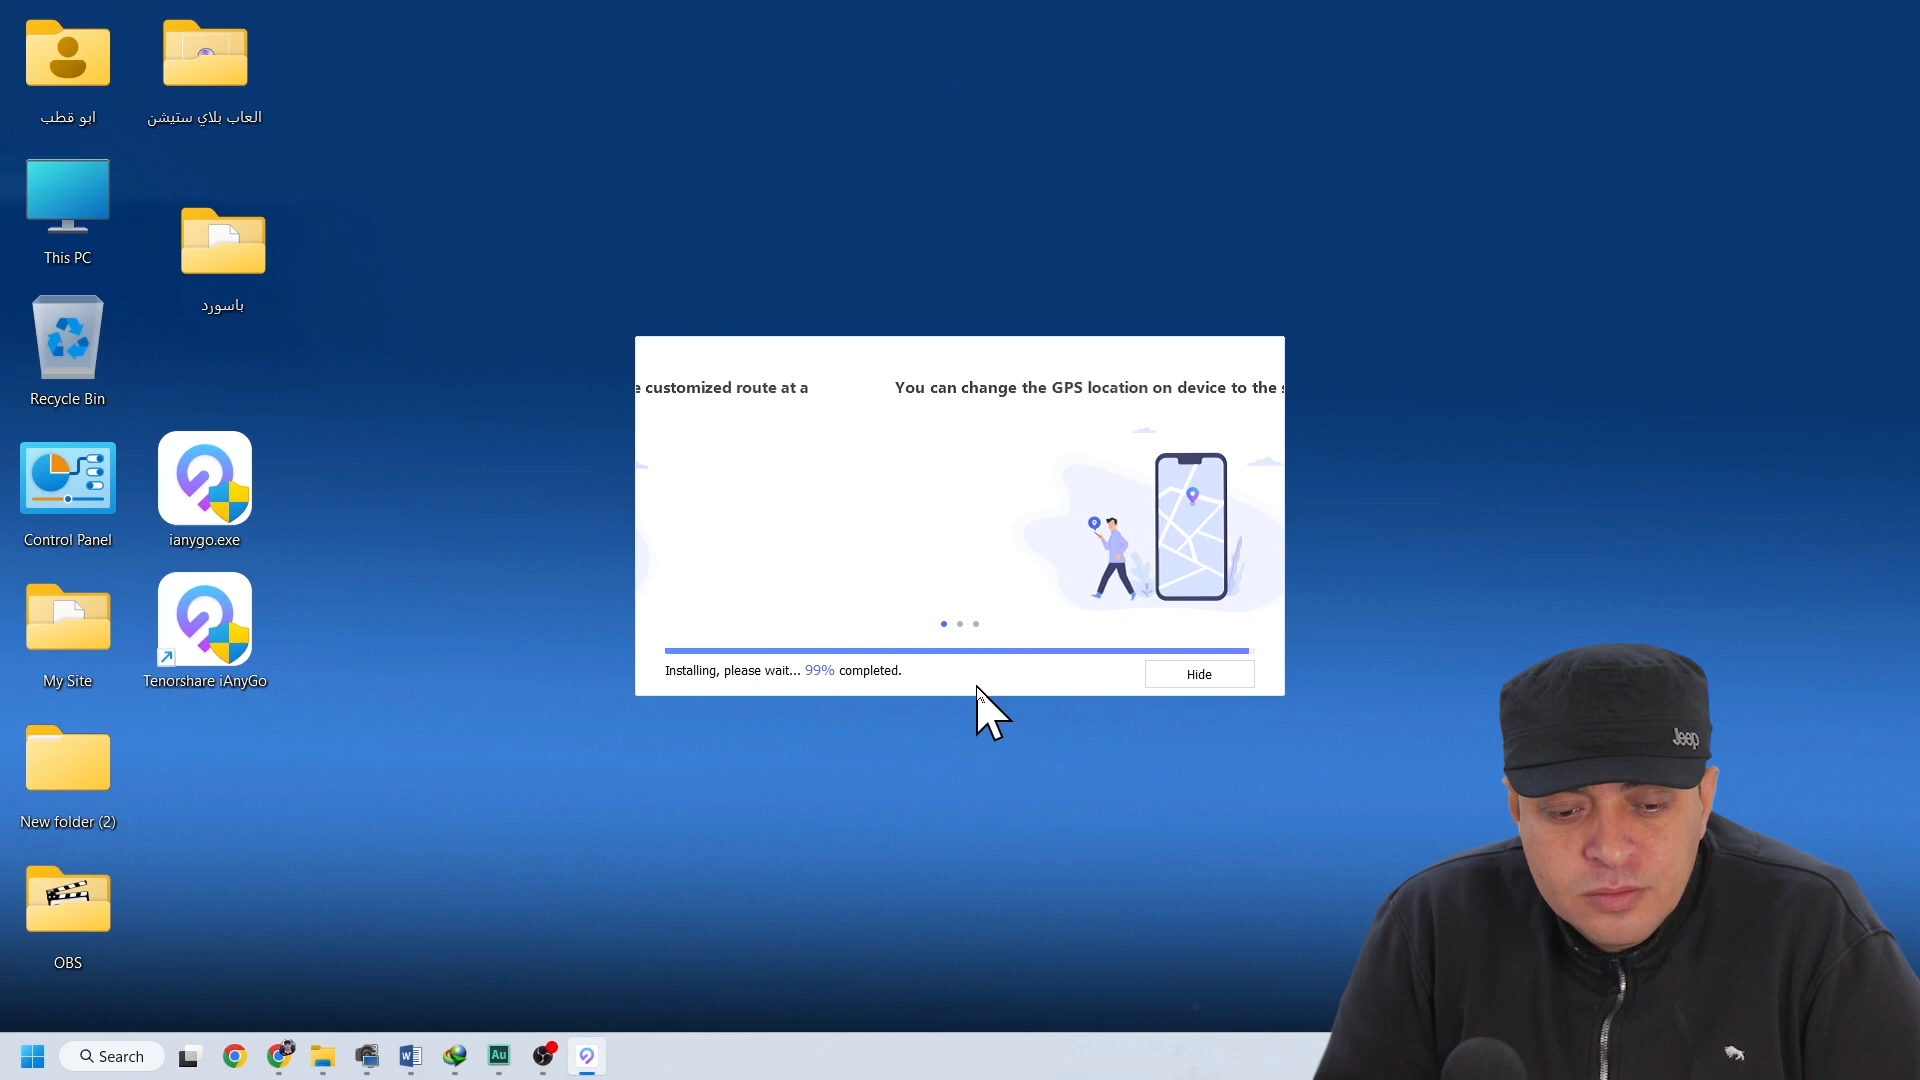 ابو قطب
العاب بلاي ستيشن
This PC
باسورد
Recycle Bin
Control Panel
ianygo.exe
My Site
Tenorshare iAnyGo
New folder (2)
OBS
e customized route at a
You can change the GPS location on device to the s
Installing, please wait... 99% completed.
Hide
Jeep
Search
W
Au